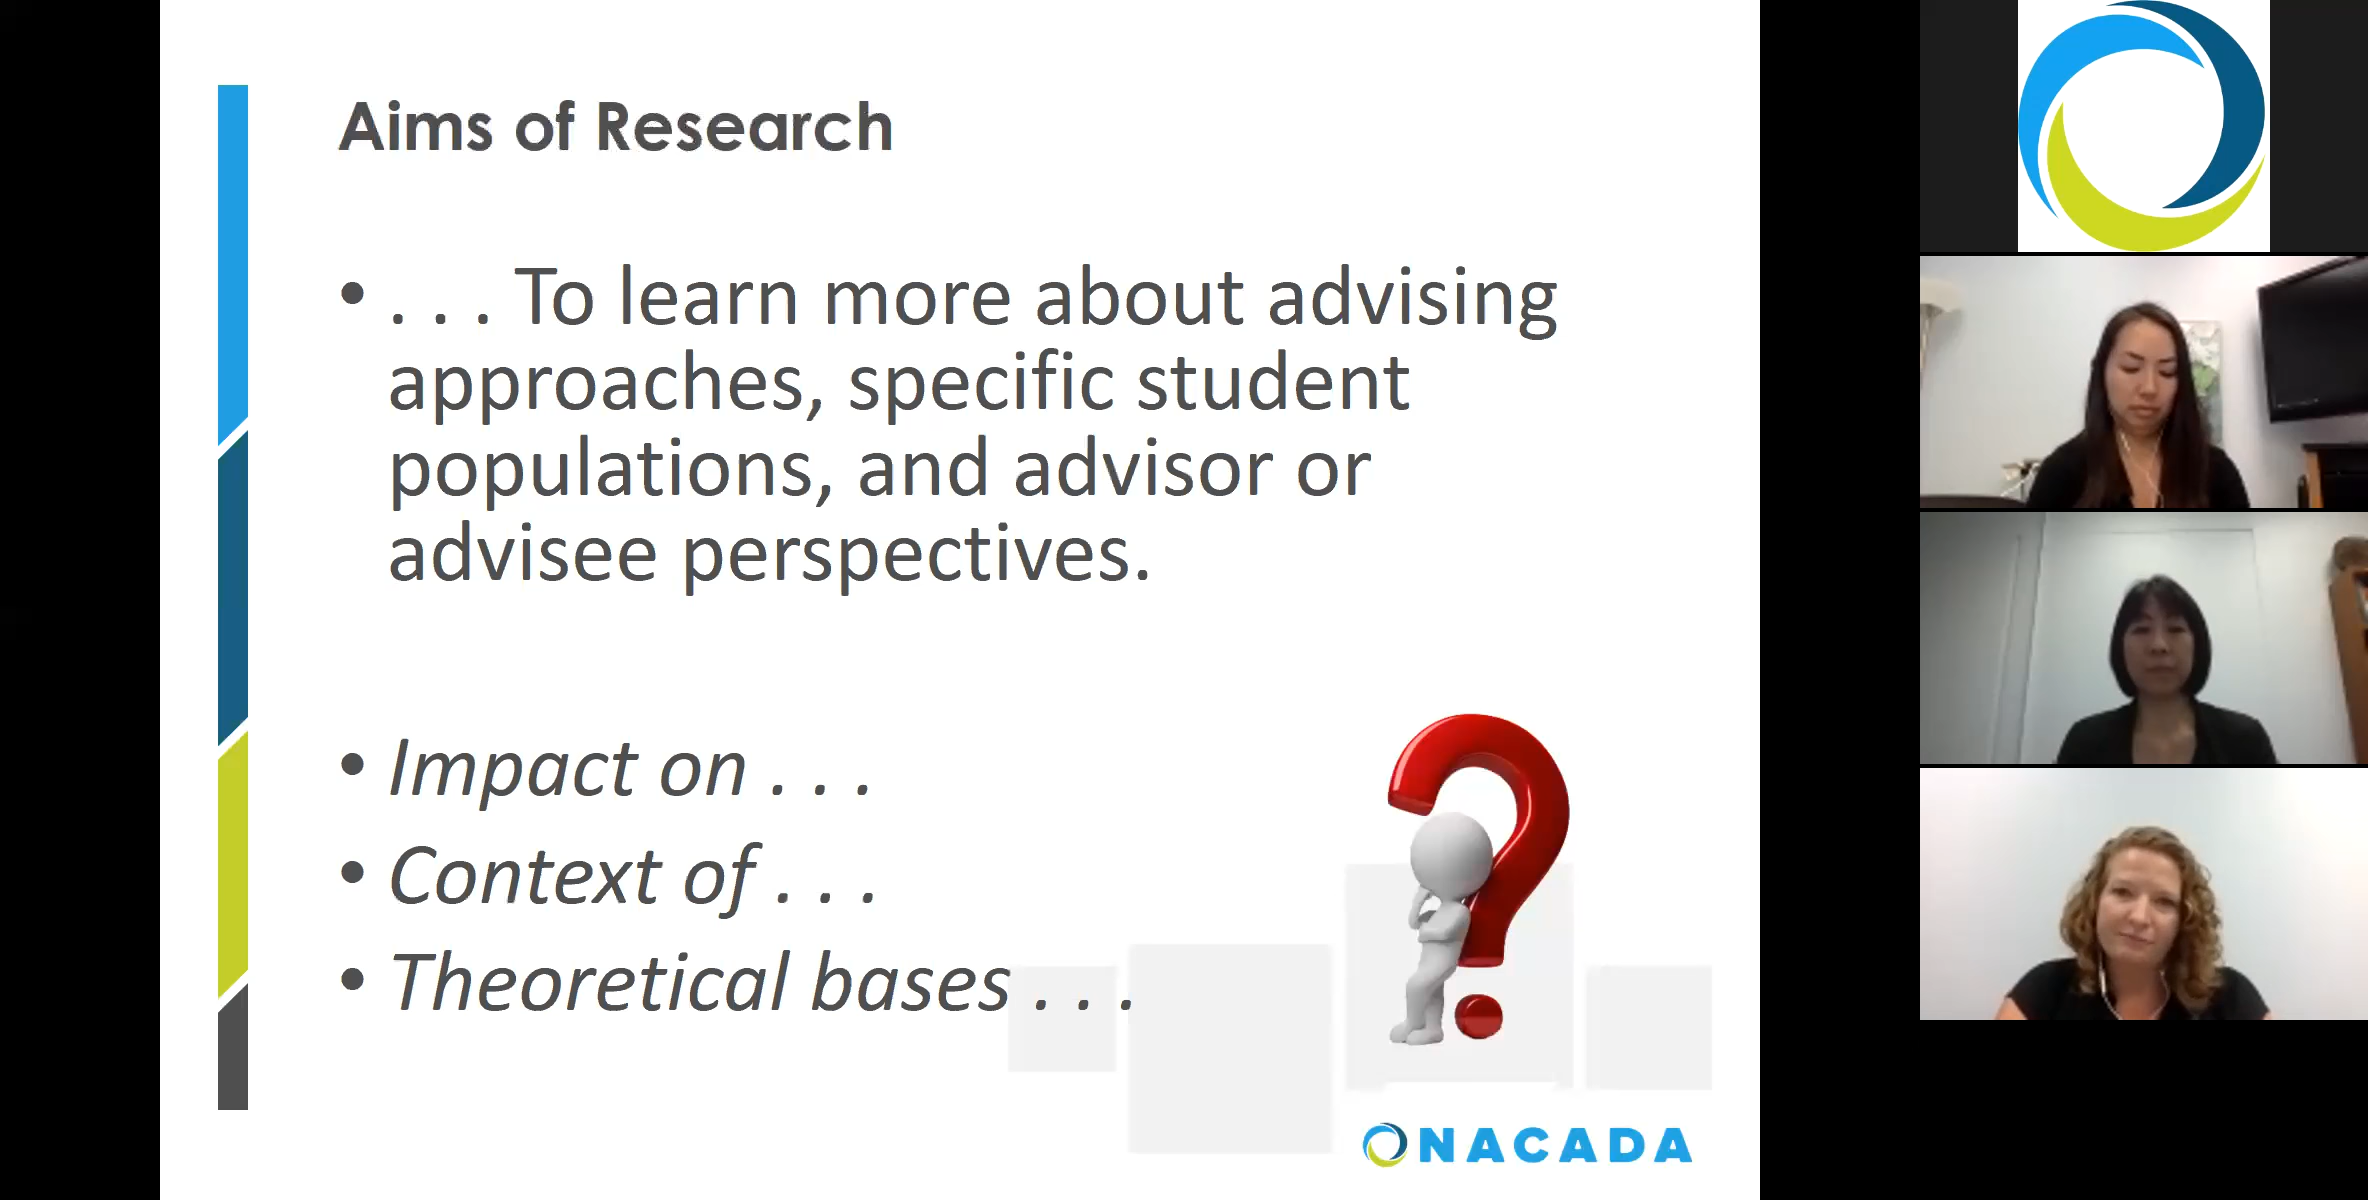 Aims of Research
• . . . To learn more about advising
approaches, specific student
populations, and advisor or
advisee perspectives.
• Impact on . . .
• Context of . . .
• Theoretical bases . . .
NACADA